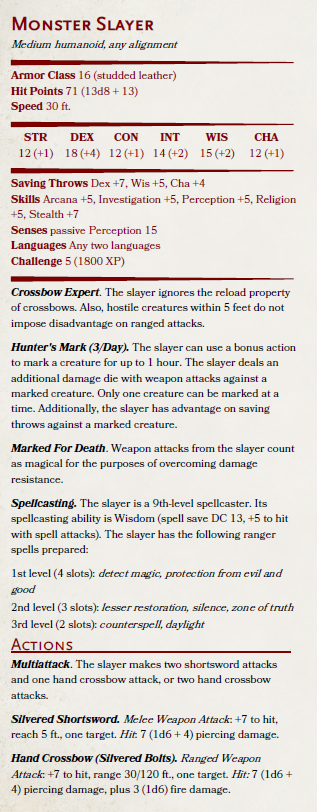 Monster Slayer
Medium humanoid, any alignment
Armor Class 16 (studded leather)
Hit Points 71 (13d8 + 13)
Speed 30 ft.
STR DEX CON INT WIS CHA
12 (+1) 18 (+4) 12 (+1) 14 (+2) 15 (+2) 12 (+1)
Saving Throws Dex +7, Wis +5, Cha +4
Skills Arcana +5, Investigation +5, Perception +5, Religion
+5, Stealth +7
Senses passive Perception 15
Languages Any two languages
Challenge 5 (1800 XP)
Crossbow Expert. The slayer ignores the reload property
of crossbows. Also, hostile creatures within 5 feet do not
impose disadvantage on ranged attacks.
Hunter's Mark (3/Day). The slayer can use a bonus action
to mark a creature for up to 1 hour. The slayer deals an
additional damage die with weapon attacks against a
marked creature. Only one creature can be marked at a
time. Additionally, the slayer has advantage on saving
throws against a marked creature.
Marked For Death. Weapon attacks from the slayer count
as magical for the purposes of overcoming damage
resistance.
Spellcasting. The slayer is a 9th-level spellcaster. Its
spellcasting ability is Wisdom (spell save DC 13, +5 to hit
with spell attacks). The slayer has the following ranger
spells prepared:
1st level (4 slots): detect magic, protection from evil and
good
2nd level (3 slots): lesser restoration, silence, zone of truth
3rd level (2 slots): counterspell, daylight
Actions
Multiattack. The slayer makes two shortsword attacks
and one hand crossbow attack, or two hand crossbow
attacks.
Silvered Shortsword. Melee Weapon Attack: +7 to hit,
reach 5 ft., one target. Hit: 7 (1d6 + 4) piercing damage.
Hand Crossbow (Silvered Bolts). Ranged Weapon
Attack: +7 to hit, range 30/120 ft., one target. Hit: 7 (1d6 +
4) piercing damage, plus 3 (1d6) fire damage.